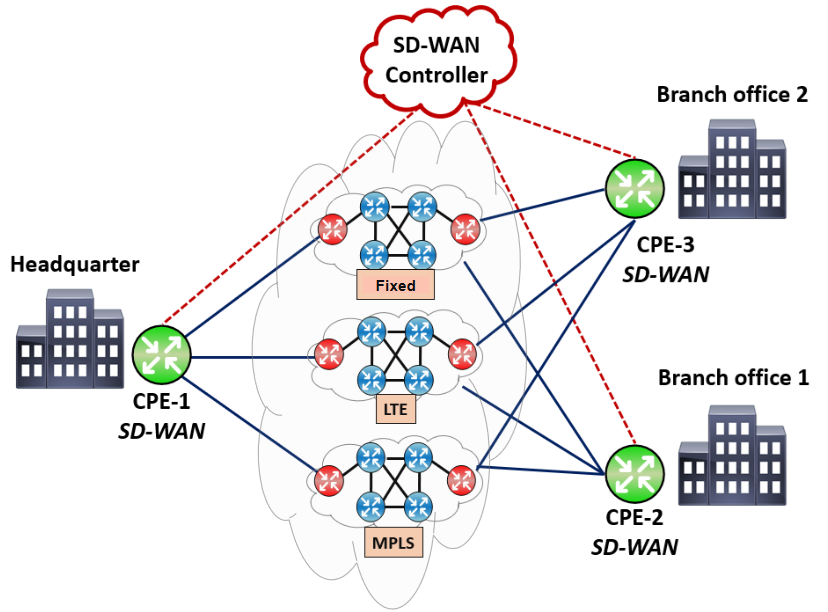 SD-WAN
Controller
Branch office 2
CPE-3
SD-WAN
Fixed
Headquarter
CPE-1
SD-WAN
LTE
Branch office 1
CPE-2
SD-WAN
MPLS